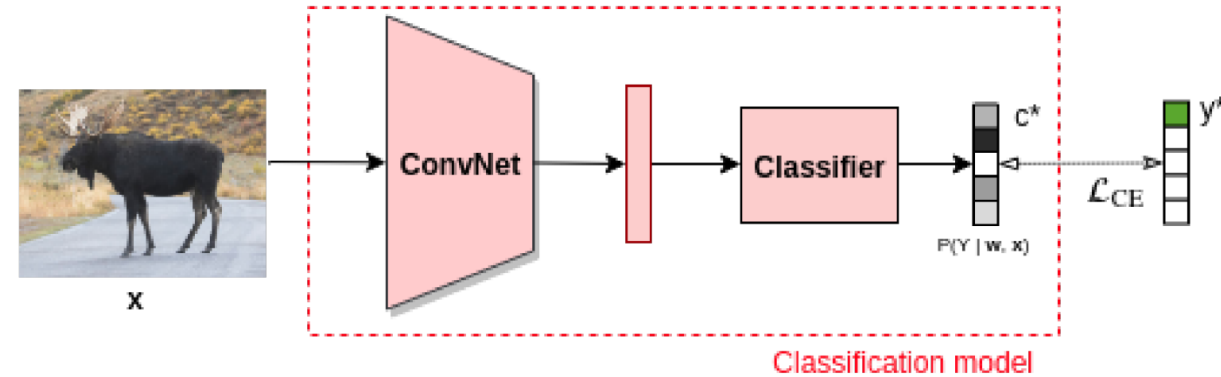 x
ConvNet
Classifier
c*
P(Y | w, x)
ℒCE
y*
Classification model